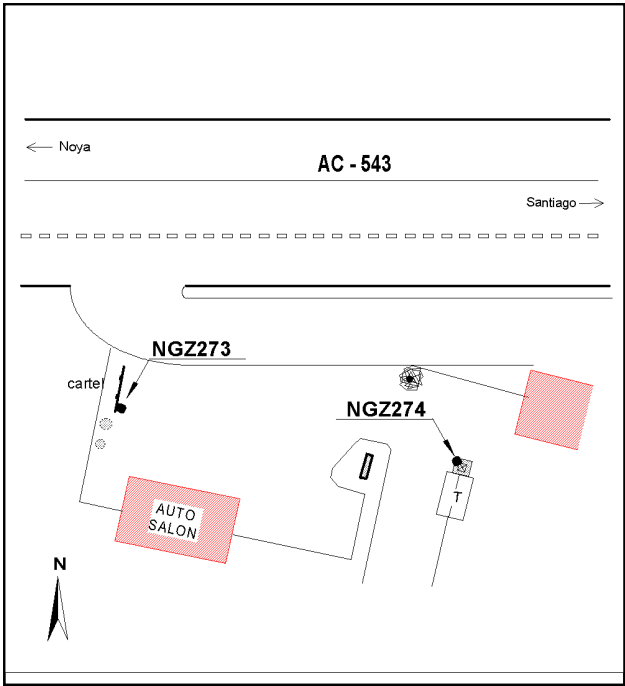 Noya
AC - 543
Santiago
NGZ273
cartel
NGZ274
T
AUTO
SALON
N